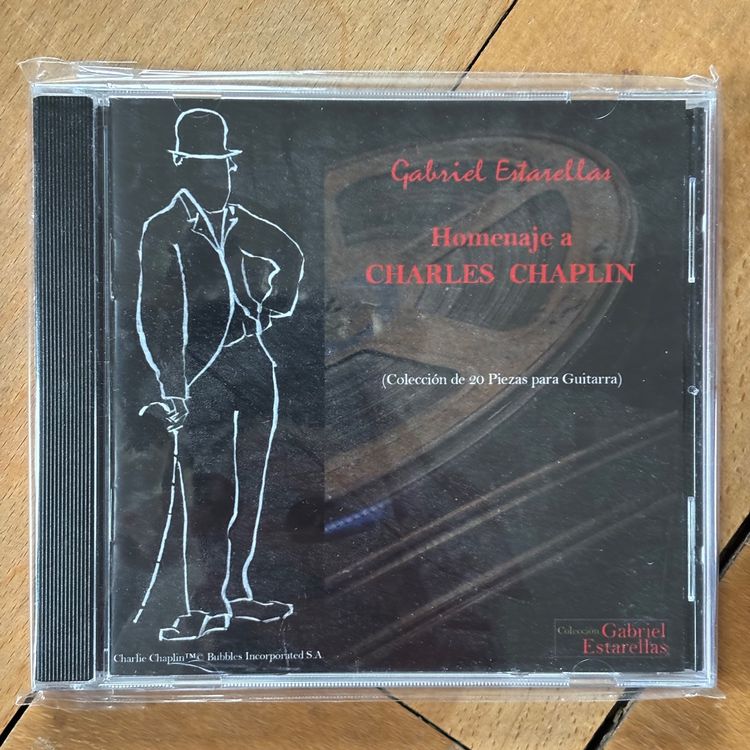 Gabriel Estarellas
Homenaje a
CHARLES CHAPLIN
(Colección de 20 Piezas para Guitarra)
Colección Gabriel
Estarellas
Charlie Chaplin™© Bubbles Incorporated S.A.